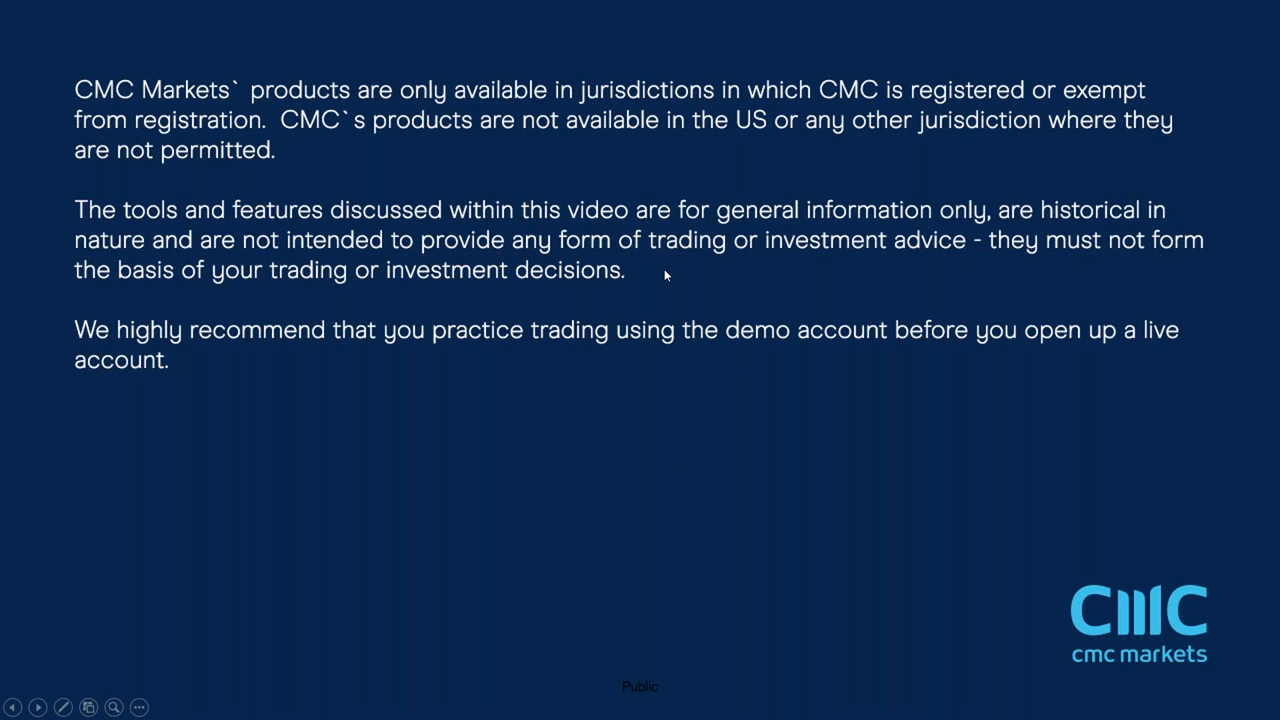 CMC Markets` products are only available in jurisdictions in which CMC is registered or exempt
from registration.  CMC`s products are not available in the US or any other jurisdiction where they
are not permitted.
The tools and features discussed within this video are for general information only, are historical in
nature and are not intended to provide any form of trading or investment advice - they must not form
the basis of your trading or investment decisions.
We highly recommend that you practice trading using the demo account before you open up a live
account.
CMC
cmc markets
Public